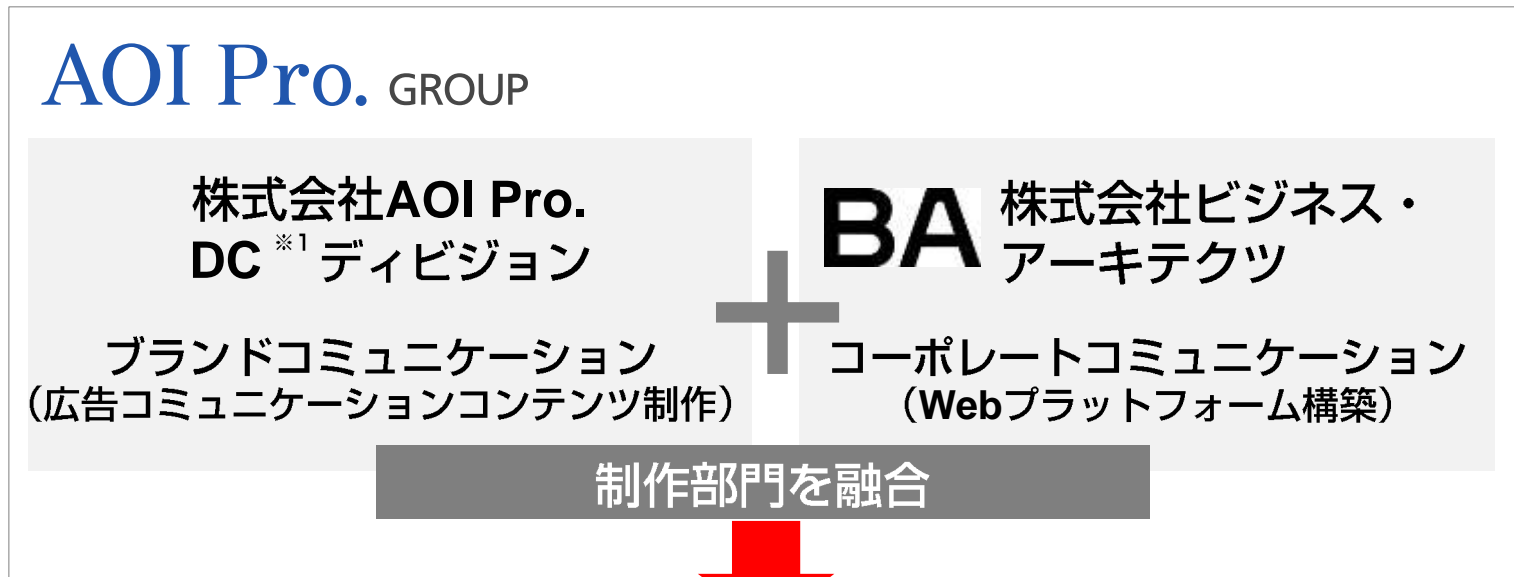 AOI Pro. GROUP
株式会社AOI Pro.
DC ※1 ディビジョン
ブランドコミュニケーション
（広告コミュニケーションコンテンツ制作）
+
BA 株式会社ビジネス・
アーキテクツ
コーポレートコミュニケーション
（Webプラットフォーム構築）
制作部門を融合